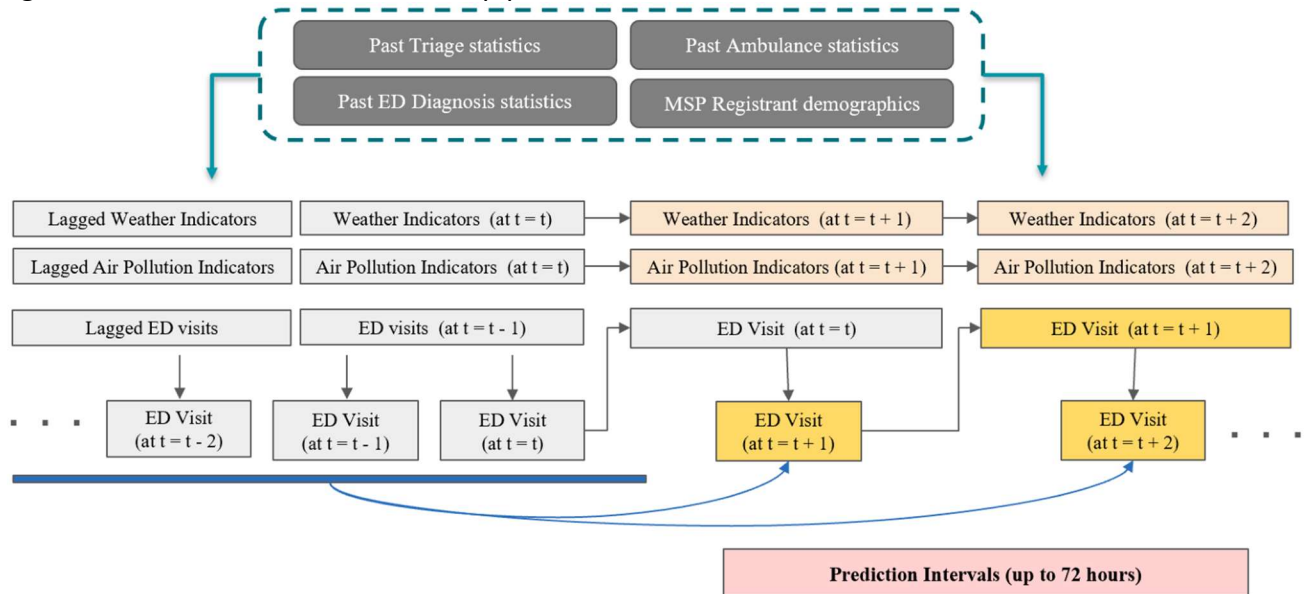 Past Triage statistics
Past Ambulance statistics
Past ED Diagnosis statistics
MSP Registrant demographics
Lagged Weather Indicators
Weather Indicators (at t = t)
Weather Indicators (at t = t + 1)
Weather Indicators (at t = t + 2)
Lagged Air Pollution Indicators
Air Pollution Indicators (at t = t)
Air Pollution Indicators (at t = t + 1)
Air Pollution Indicators (at t = t + 2)
Lagged ED visits
ED visits (at t = t - 1)
ED Visit (at t = t)
ED Visit (at t = t + 1)
. . .
ED Visit
(at t = t - 2)
ED Visit
(at t = t - 1)
ED Visit
(at t = t)
ED Visit
(at t = t + 1)
ED Visit
(at t = t + 2)
. . .
Prediction Intervals (up to 72 hours)